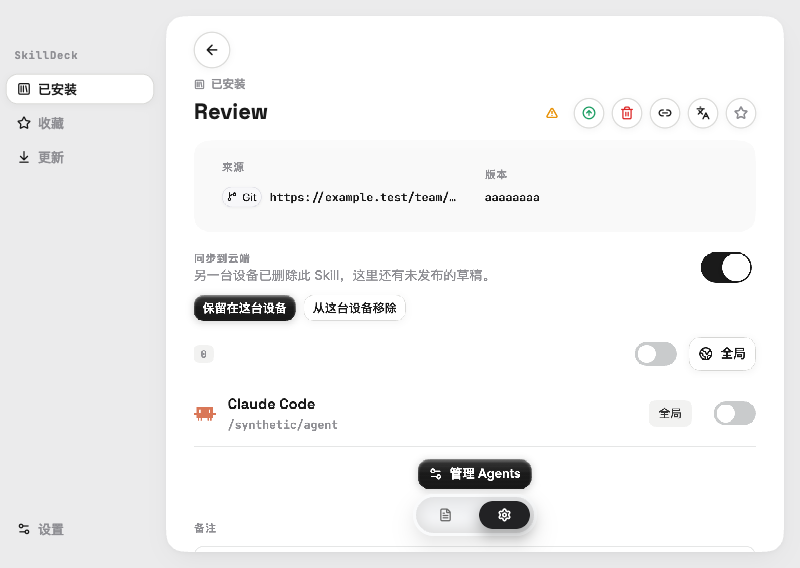 SkillDeck
已安装
收藏
更新
设置
已安装
Review
来源
Git https://example.test/team/…
版本
aaaaaaaa
同步到云端
另一台设备已删除此 Skill，这里还有未发布的草稿。
保留在这台设备 从这台设备移除
0 全局
Claude Code
/synthetic/agent
全局
管理 Agents
备注